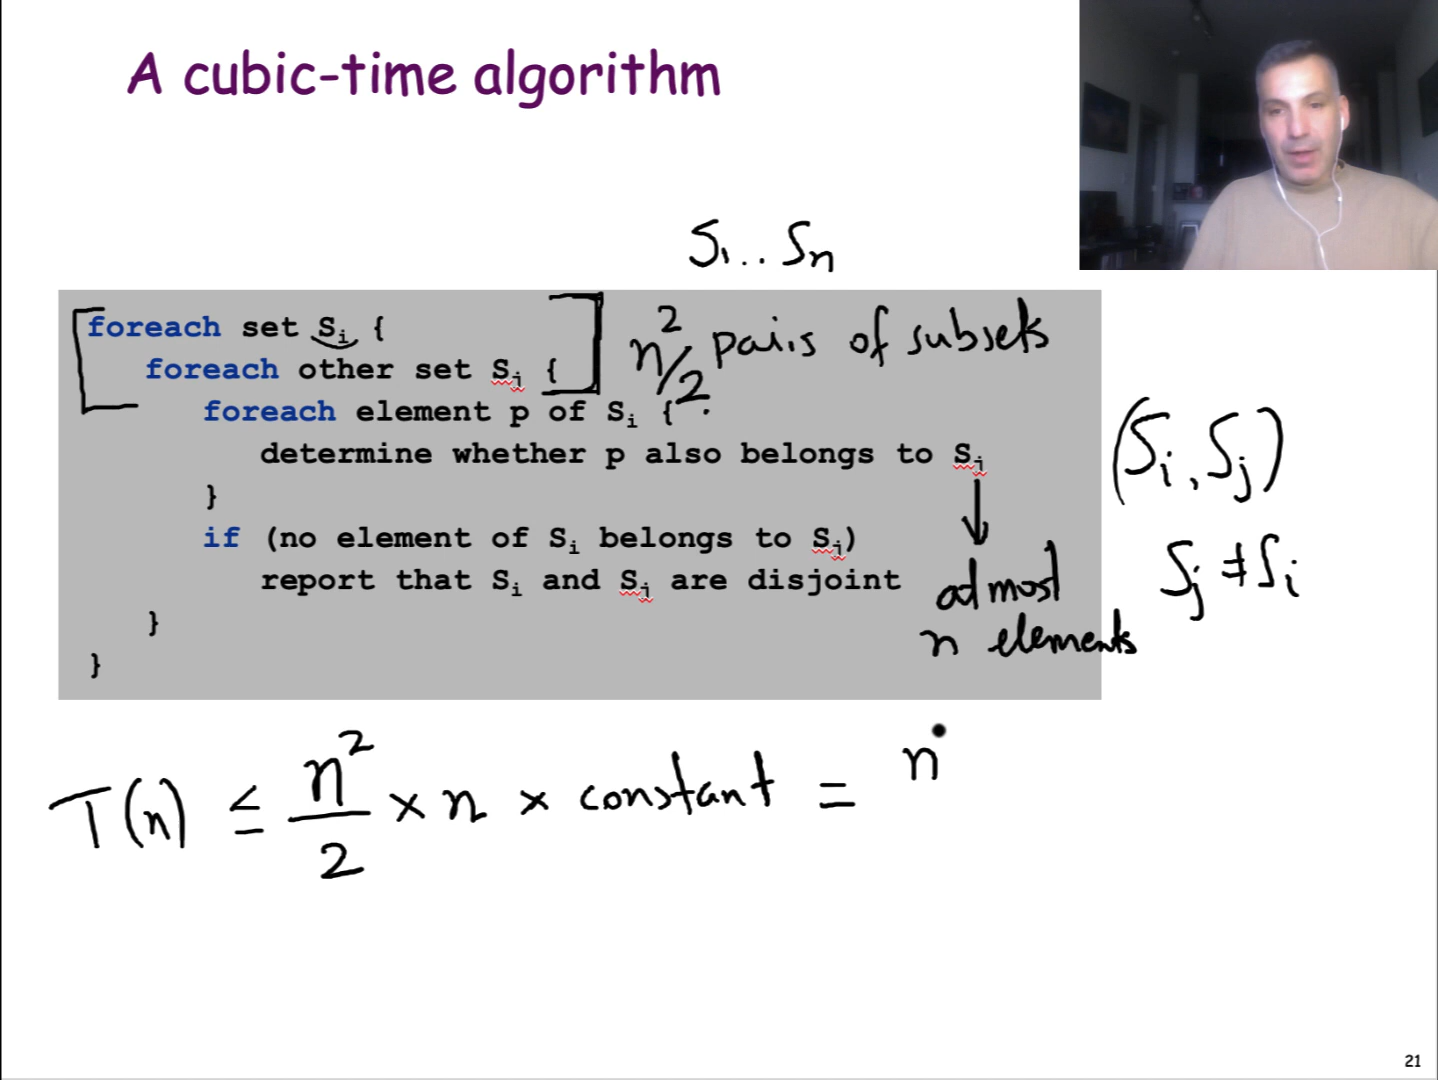 A cubic-time algorithm
S₁..Sₙ
foreach set Sᵢ {
foreach other set Sⱼ {
n²/2 pairs of subsets
foreach element p of Sᵢ {
determine whether p also belongs to Sⱼ
}
if (no element of Sᵢ belongs to Sⱼ)
report that Sᵢ and Sⱼ are disjoint
}
}
(Sᵢ, Sⱼ)
Sⱼ ≠ Sᵢ
at most
n elements
T(n) ≤ n²/2 × n × constant = n
21